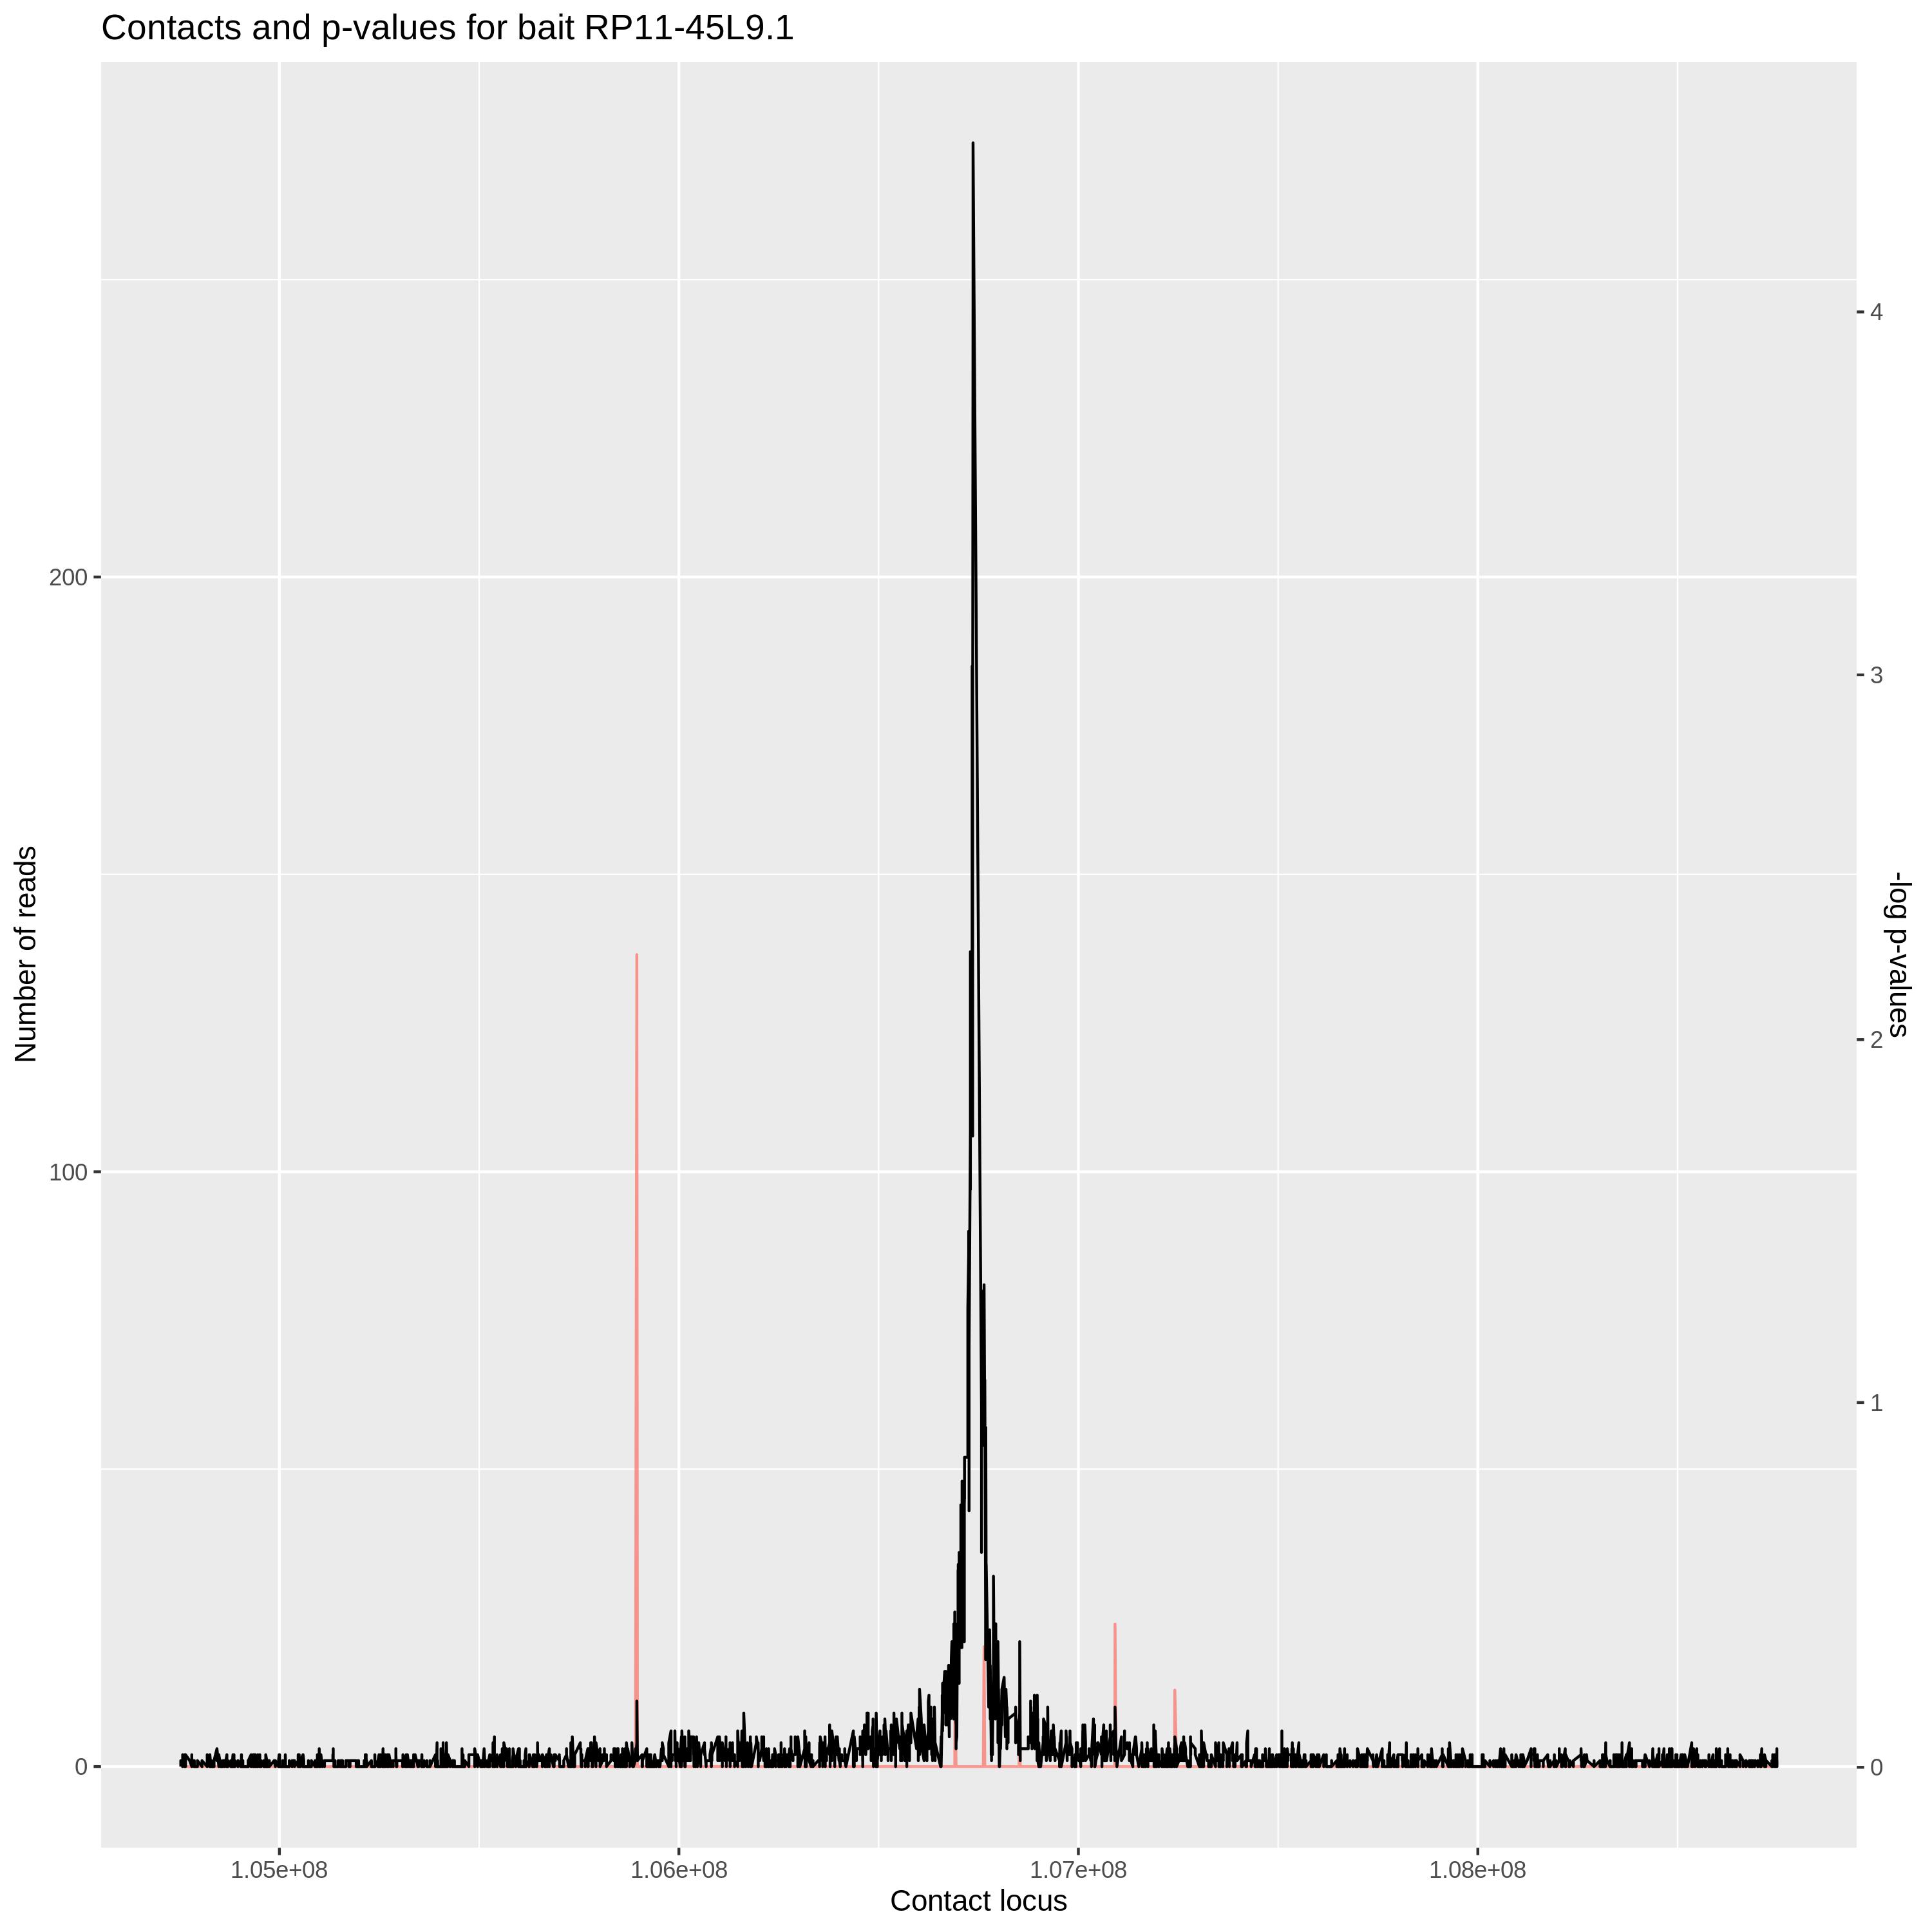 Contacts and p-values for bait RP11-45L9.1
Number of reads
200
100
0
4
3
2
1
0
-log p-values
1.05e+08 1.06e+08 1.07e+08 1.08e+08
Contact locus